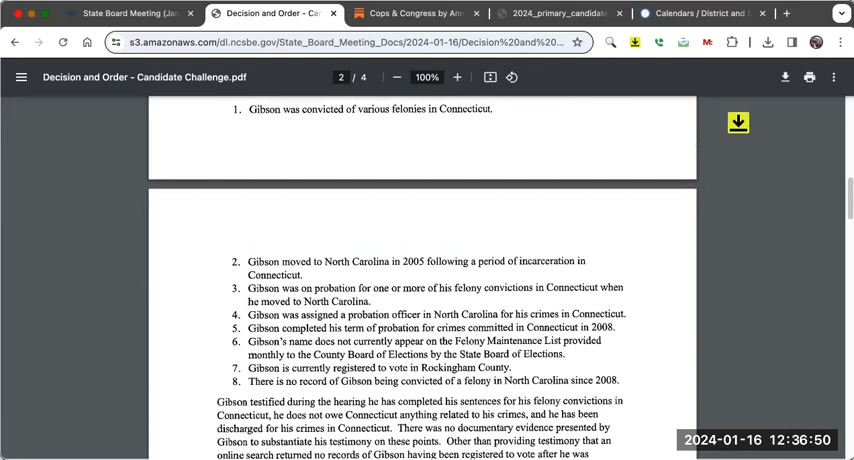 State Board Meeting (Jan
Decision and Order - Ca
Cops & Congress by Ann
2024_primary_candidate
Calendars / District and S
s3.amazonaws.com/dl.ncsbe.gov/State_Board_Meeting_Docs/2024-01-16/Decision%20and%20...
Decision and Order - Candidate Challenge.pdf
2 / 4
100%
1. Gibson was convicted of various felonies in Connecticut.
2. Gibson moved to North Carolina in 2005 following a period of incarceration in
Connecticut.
3. Gibson was on probation for one or more of his felony convictions in Connecticut when
he moved to North Carolina.
4. Gibson was assigned a probation officer in North Carolina for his crimes in Connecticut.
5. Gibson completed his term of probation for crimes committed in Connecticut in 2008.
6. Gibson's name does not currently appear on the Felony Maintenance List provided
monthly to the County Board of Elections by the State Board of Elections.
7. Gibson is currently registered to vote in Rockingham County.
8. There is no record of Gibson being convicted of a felony in North Carolina since 2008.
Gibson testified during the hearing he has completed his sentences for his felony convictions in
Connecticut, he does not owe Connecticut anything related to his crimes, and he has been
discharged for his crimes in Connecticut. There was no documentary evidence presented by
Gibson to substantiate his testimony on these points. Other than providing testimony that an
online search returned no records of Gibson having been registered to vote after he was
2024-01-16 12:36:50